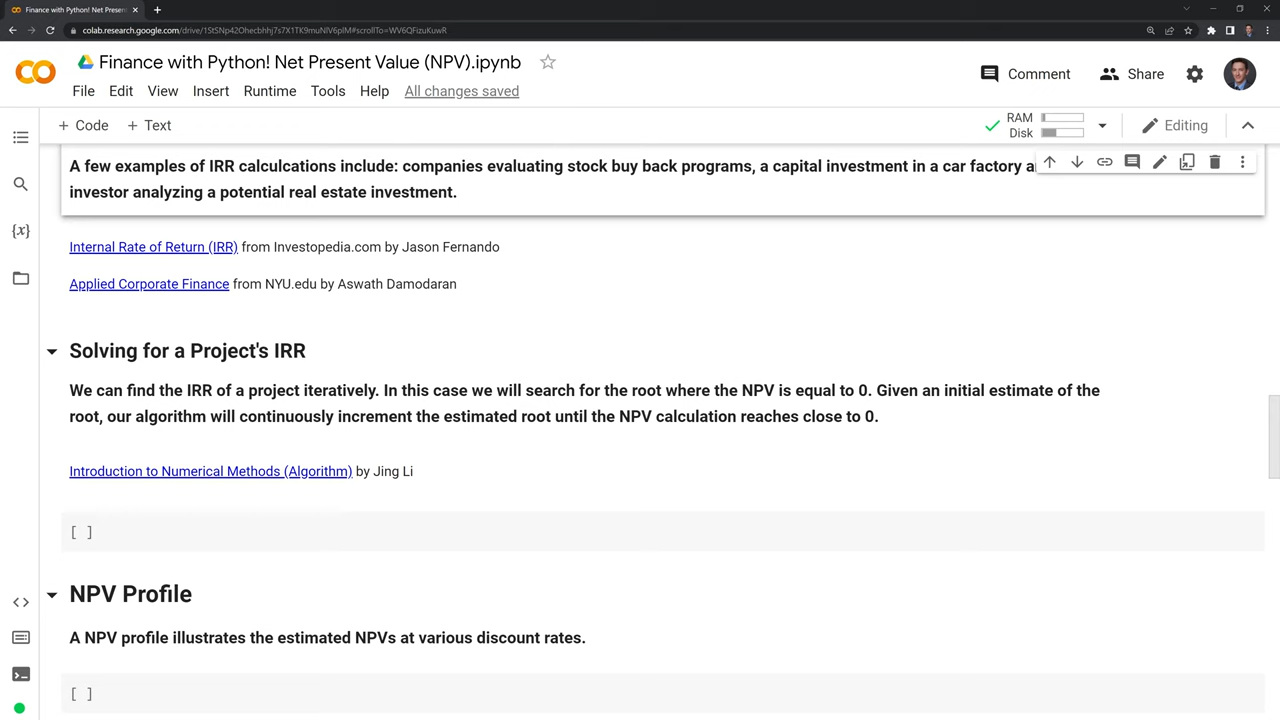 Finance with Python! Net Present
colab.research.google.com/drive/15tSNp42Ohecbhhj7s7X1TK9muNlV6plM#scrollTo=WV6QFizuKuwR
Finance with Python! Net Present Value (NPV).ipynb
Comment
Share
File Edit View Insert Runtime Tools Help All changes saved
+ Code + Text
RAM
Disk
Editing
A few examples of IRR calculcations include: companies evaluating stock buy back programs, a capital investment in a car factory
investor analyzing a potential real estate investment.
Internal Rate of Return (IRR) from Investopedia.com by Jason Fernando
Applied Corporate Finance from NYU.edu by Aswath Damodaran
Solving for a Project's IRR
We can find the IRR of a project iteratively. In this case we will search for the root where the NPV is equal to 0. Given an initial estimate of the
root, our algorithm will continuously increment the estimated root until the NPV calculation reaches close to 0.
Introduction to Numerical Methods (Algorithm) by Jing Li
[ ]
NPV Profile
A NPV profile illustrates the estimated NPVs at various discount rates.
[ ]